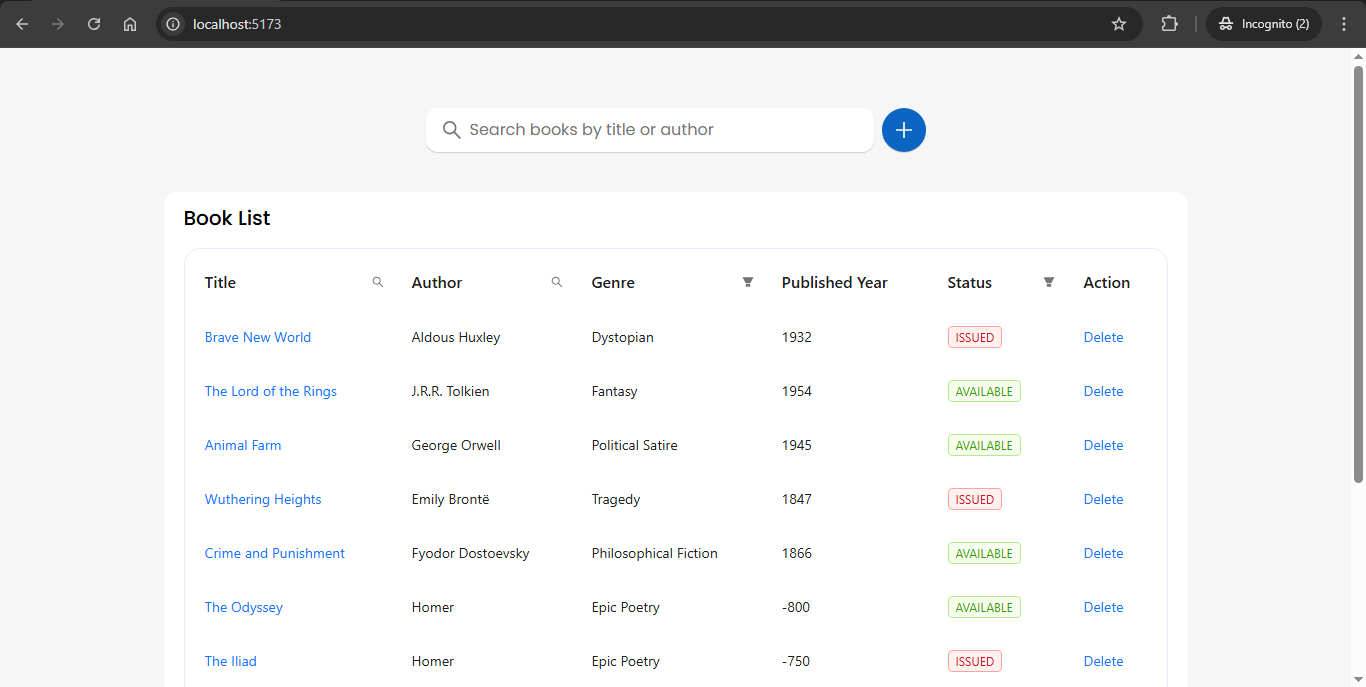 localhost:5173
Incognito (2)
Search books by title or author
Book List
Title Author Genre Published Year Status Action
Brave New World Aldous Huxley Dystopian 1932 ISSUED Delete
The Lord of the Rings J.R.R. Tolkien Fantasy 1954 AVAILABLE Delete
Animal Farm George Orwell Political Satire 1945 AVAILABLE Delete
Wuthering Heights Emily Brontë Tragedy 1847 ISSUED Delete
Crime and Punishment Fyodor Dostoevsky Philosophical Fiction 1866 AVAILABLE Delete
The Odyssey Homer Epic Poetry -800 AVAILABLE Delete
The Iliad Homer Epic Poetry -750 ISSUED Delete